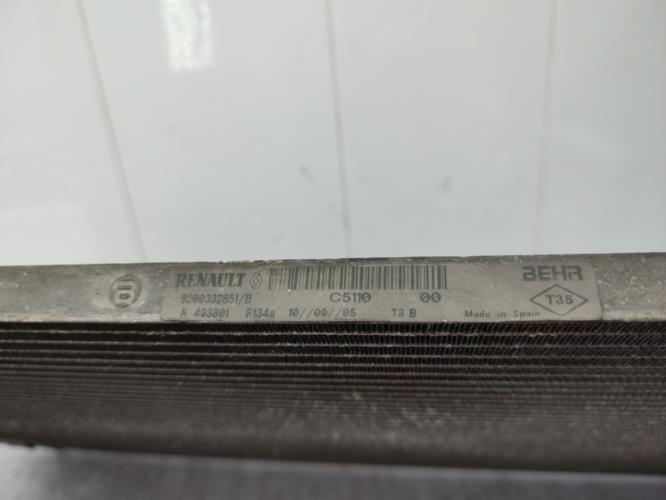 RENAULT BEHR
8200332851/B C5110 00 T35
A 493801 R134a 10//09//05 T3 B Made in Spain